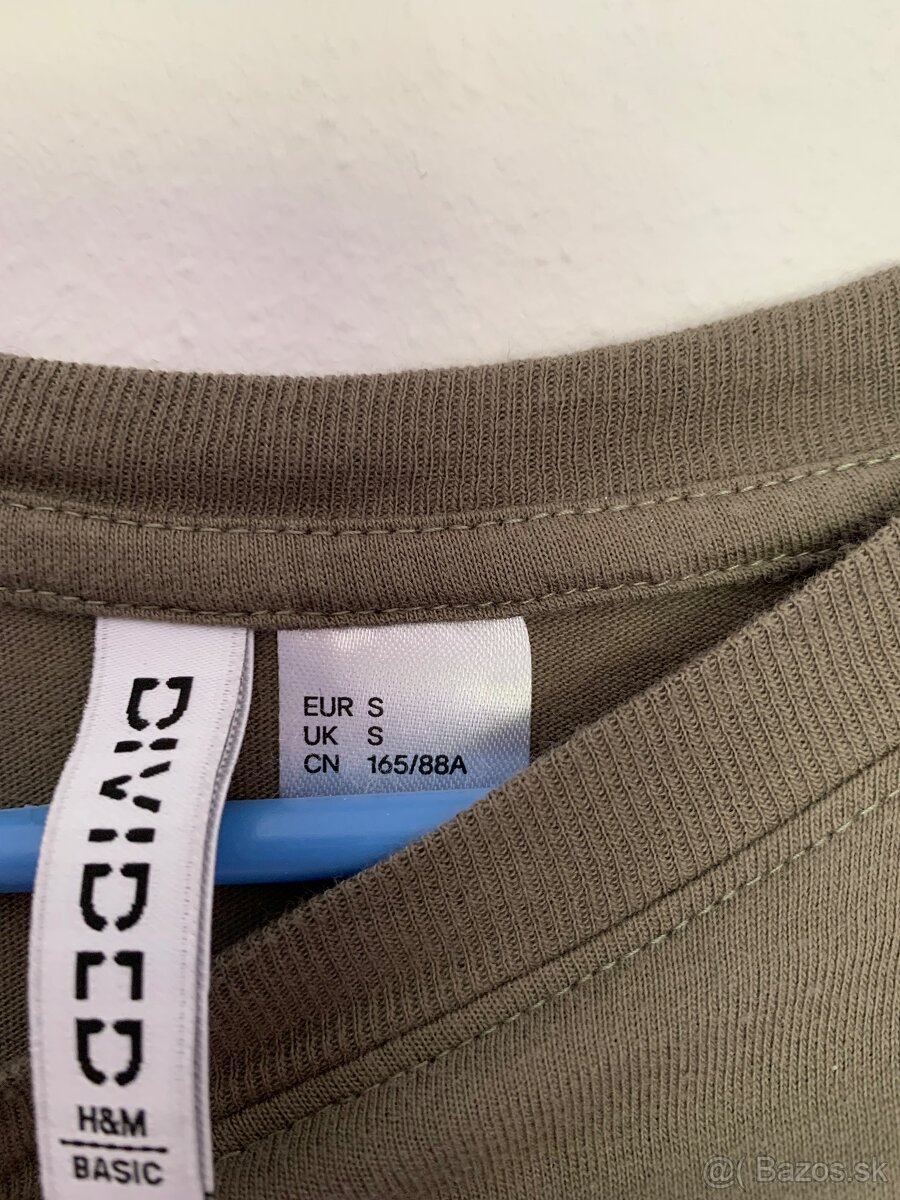 DIVIDED
H&M
BASIC
EUR S
UK S
CN 165/88A
@( Bazos.sk